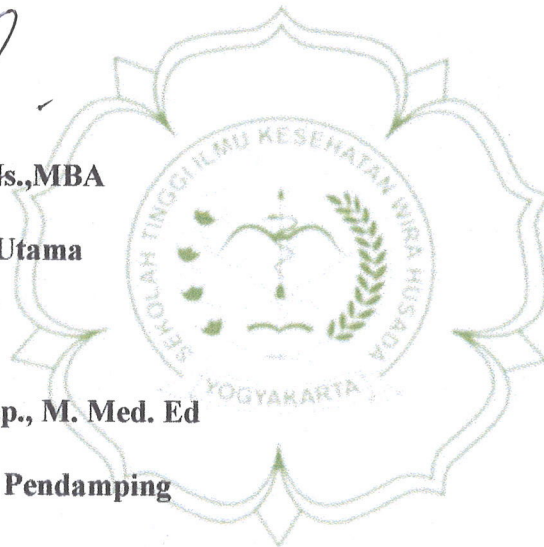 Ns.,MBA
Utama
p., M. Med. Ed
Pendamping
SEKOLAH TINGGI ILMU KESEHATAN WIRA HUSADA
YOGYAKARTA